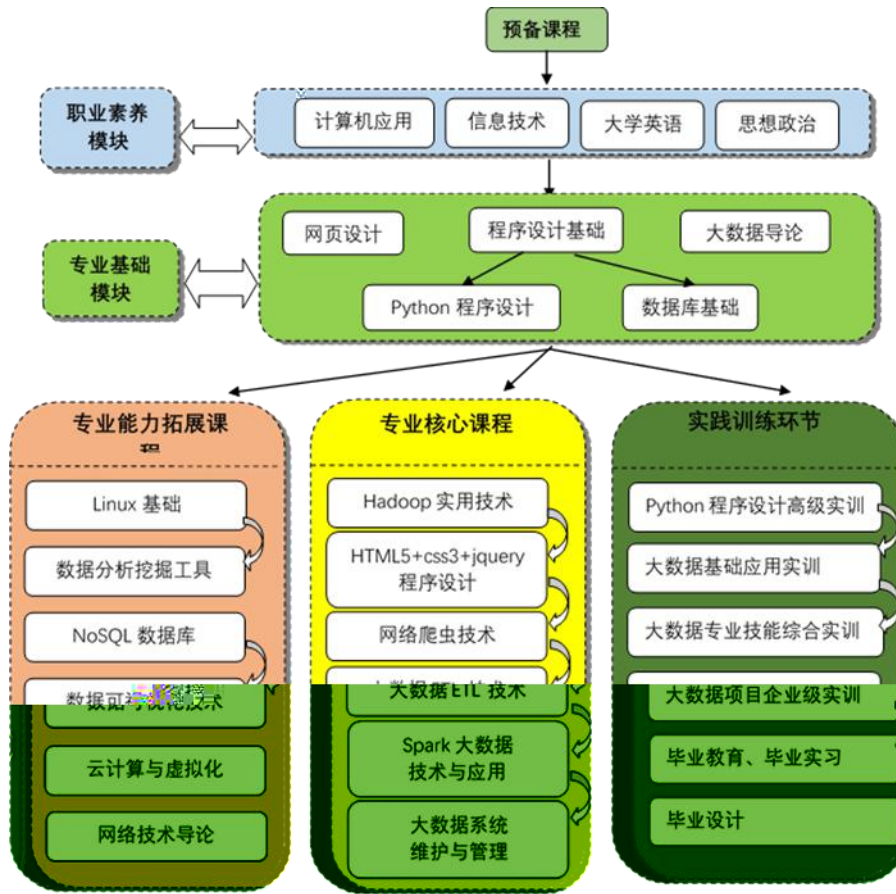 预备课程
职业素养
模块
计算机应用
信息技术
大学英语
思想政治
专业基础
模块
网页设计
程序设计基础
大数据导论
Python 程序设计
数据库基础
专业能力拓展课
程
Linux 基础
数据分析挖掘工具
NoSQL 数据库
数据可视化技术
云计算与虚拟化
网络技术导论
专业核心课程
Hadoop 实用技术
HTML5+css3+jquery
程序设计
网络爬虫技术
大数据ETL 技术
Spark 大数据
技术与应用
大数据系统
维护与管理
实践训练环节
Python 程序设计高级实训
大数据基础应用实训
大数据专业技能综合实训
大数据项目企业级实训
毕业教育、毕业实习
毕业设计